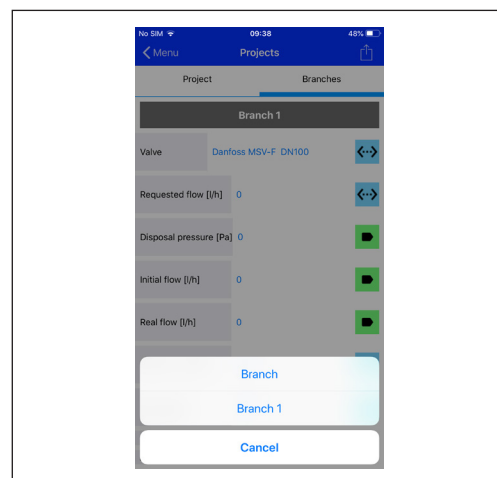 No SIM 09:38 48%
Menu Projects
Project Branches
Branch 1
Valve Danfoss MSV-F DN100
Requested flow [l/h] 0
Disposal pressure [Pa] 0
Initial flow [l/h] 0
Real flow [l/h] 0
Branch
Branch 1
Cancel